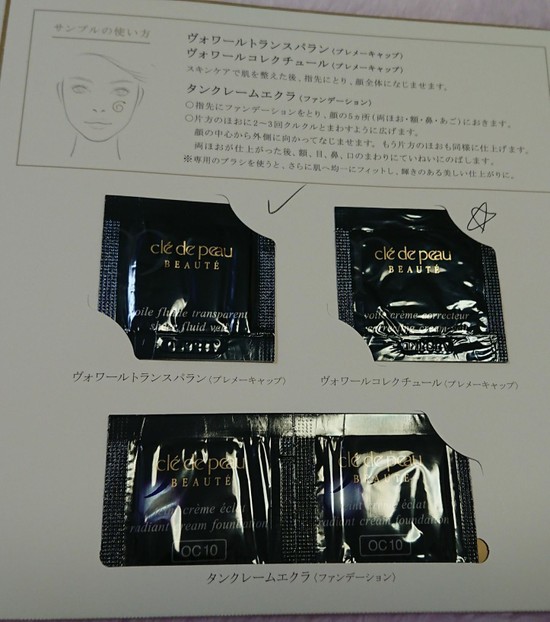 サンプルの使い方
ヴォワールトランスパラン(プレメーキャップ)
ヴォワールコレクチュール(プレメーキャップ)
スキンケアで肌を整えた後、指先にとり、顔全体になじませます。
タンクレームエクラ(ファンデーション)
○指先にファンデーションをとり、顔の5ヵ所(両ほお・額・鼻・あご)におきます。
○片方のほおに2～3回クルクルとまわすように広げます。
顔の中心から外側に向かってなじませます。もう片方のほおも同様に仕上げます。
両ほおが仕上がった後、額、目、鼻、口のまわりにていねいにのばします。
※専用のブラシを使うと、さらに肌へ均一にフィットし、輝きのある美しい仕上がりに。
clé de peau
BEAUTÉ
voile fluide transparent
sheer fluid veil
clé de peau
BEAUTÉ
voile crème correcteur
ヴォワールトランスパラン(プレメーキャップ)
ヴォワールコレクチュール(プレメーキャップ)
clé de peau
BEAUTÉ
crème éclat
radiant cream foundation
OC10
clé de peau
BEAUTÉ
éclat
radiant cream foundation
OC10
タンクレームエクラ(ファンデーション)